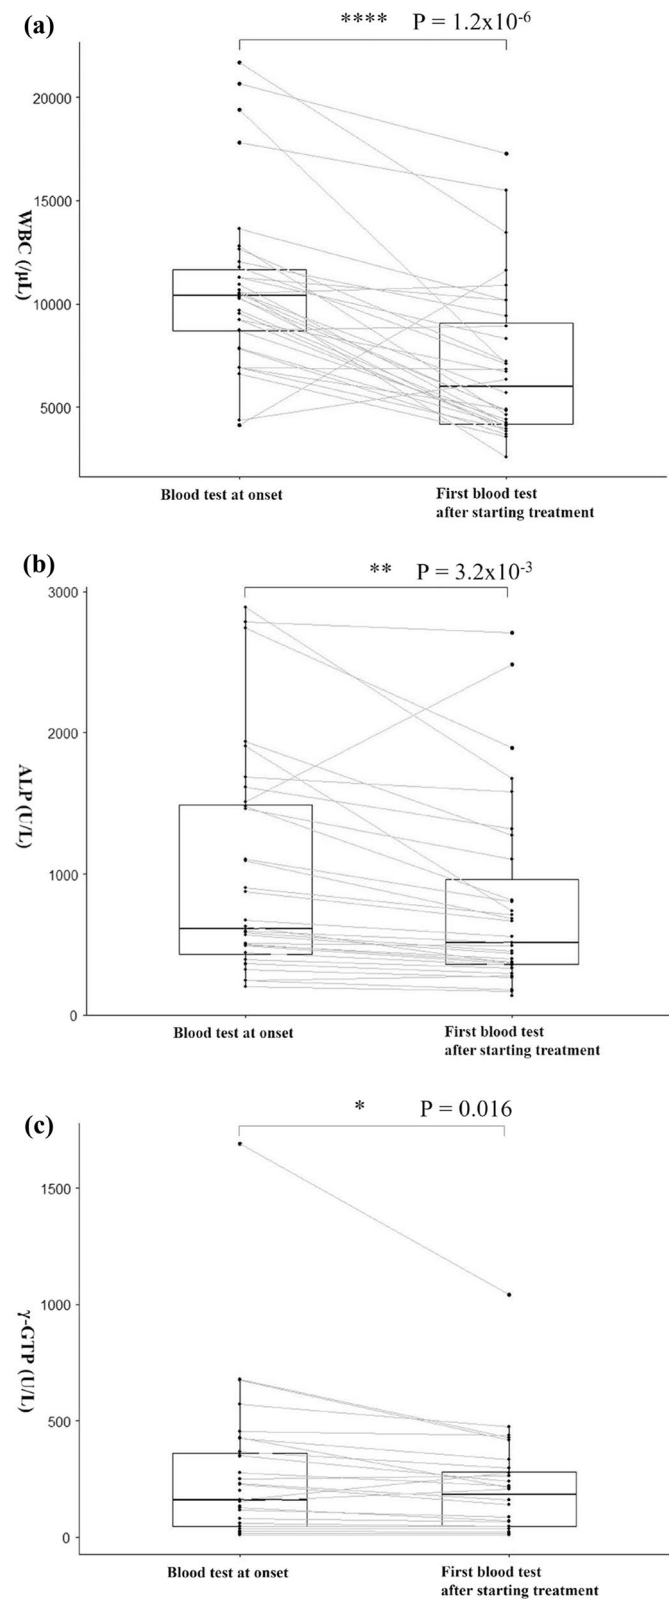 (a)
**** P = 1.2x10-6
WBC (/μL)
20000
15000
10000
5000
Blood test at onset
First blood test
after starting treatment
(b)
** P = 3.2x10-3
ALP (U/L)
3000
2000
1000
0
Blood test at onset
First blood test
after starting treatment
(c)
* P = 0.016
γ-GTP (U/L)
1500
1000
500
0
Blood test at onset
First blood test
after starting treatment